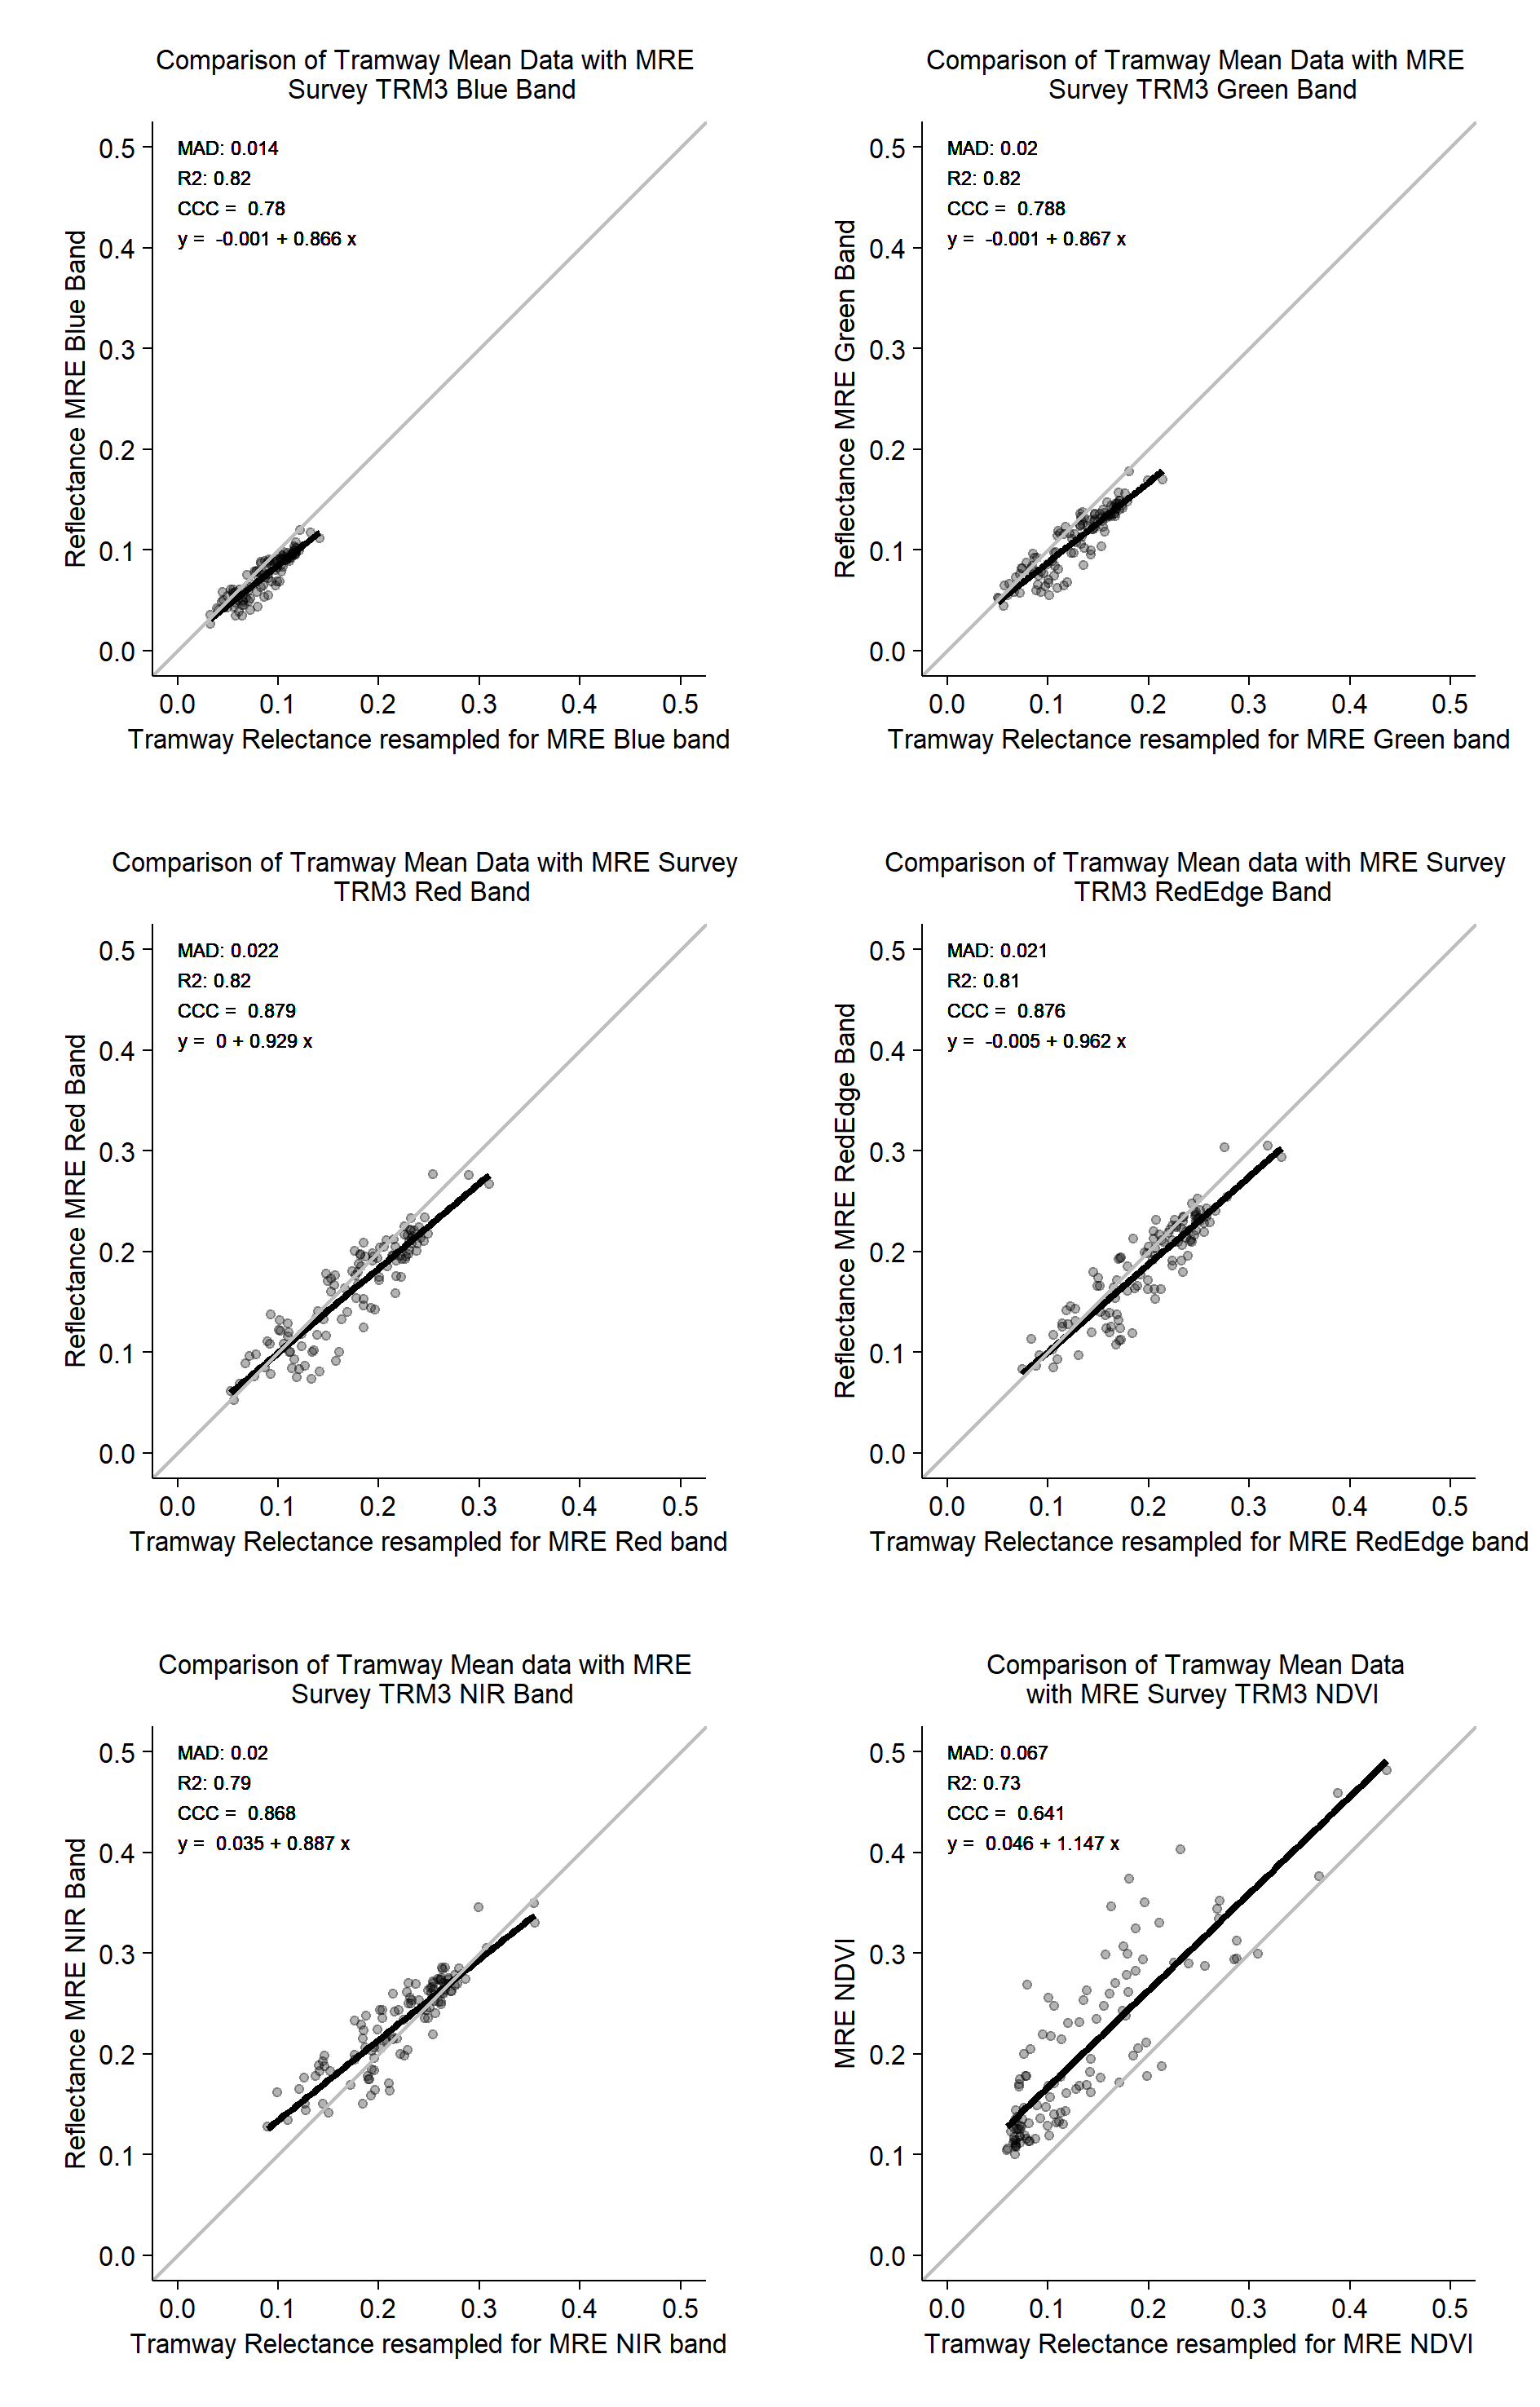 Comparison of Tramway Mean Data with MRE
Survey TRM3 Blue Band
MAD: 0.014
R2: 0.82
CCC = 0.78
y = -0.001 + 0.866 x
Reflectance MRE Blue Band
0.5
0.4
0.3
0.2
0.1
0.0
0.0 0.1 0.2 0.3 0.4 0.5
Tramway Relectance resampled for MRE Blue band
Comparison of Tramway Mean Data with MRE
Survey TRM3 Green Band
MAD: 0.02
R2: 0.82
CCC = 0.788
y = -0.001 + 0.867 x
Reflectance MRE Green Band
0.5
0.4
0.3
0.2
0.1
0.0
0.0 0.1 0.2 0.3 0.4 0.5
Tramway Relectance resampled for MRE Green band
Comparison of Tramway Mean Data with MRE Survey
TRM3 Red Band
MAD: 0.022
R2: 0.82
CCC = 0.879
y = 0 + 0.929 x
Reflectance MRE Red Band
0.5
0.4
0.3
0.2
0.1
0.0
0.0 0.1 0.2 0.3 0.4 0.5
Tramway Relectance resampled for MRE Red band
Comparison of Tramway Mean data with MRE Survey
TRM3 RedEdge Band
MAD: 0.021
R2: 0.81
CCC = 0.876
y = -0.005 + 0.962 x
Reflectance MRE RedEdge Band
0.5
0.4
0.3
0.2
0.1
0.0
0.0 0.1 0.2 0.3 0.4 0.5
Tramway Relectance resampled for MRE RedEdge band
Comparison of Tramway Mean data with MRE
Survey TRM3 NIR Band
MAD: 0.02
R2: 0.79
CCC = 0.868
y = 0.035 + 0.887 x
Reflectance MRE NIR Band
0.5
0.4
0.3
0.2
0.1
0.0
0.0 0.1 0.2 0.3 0.4 0.5
Tramway Relectance resampled for MRE NIR band
Comparison of Tramway Mean Data
with MRE Survey TRM3 NDVI
MAD: 0.067
R2: 0.73
CCC = 0.641
y = 0.046 + 1.147 x
MRE NDVI
0.5
0.4
0.3
0.2
0.1
0.0
0.0 0.1 0.2 0.3 0.4 0.5
Tramway Relectance resampled for MRE NDVI